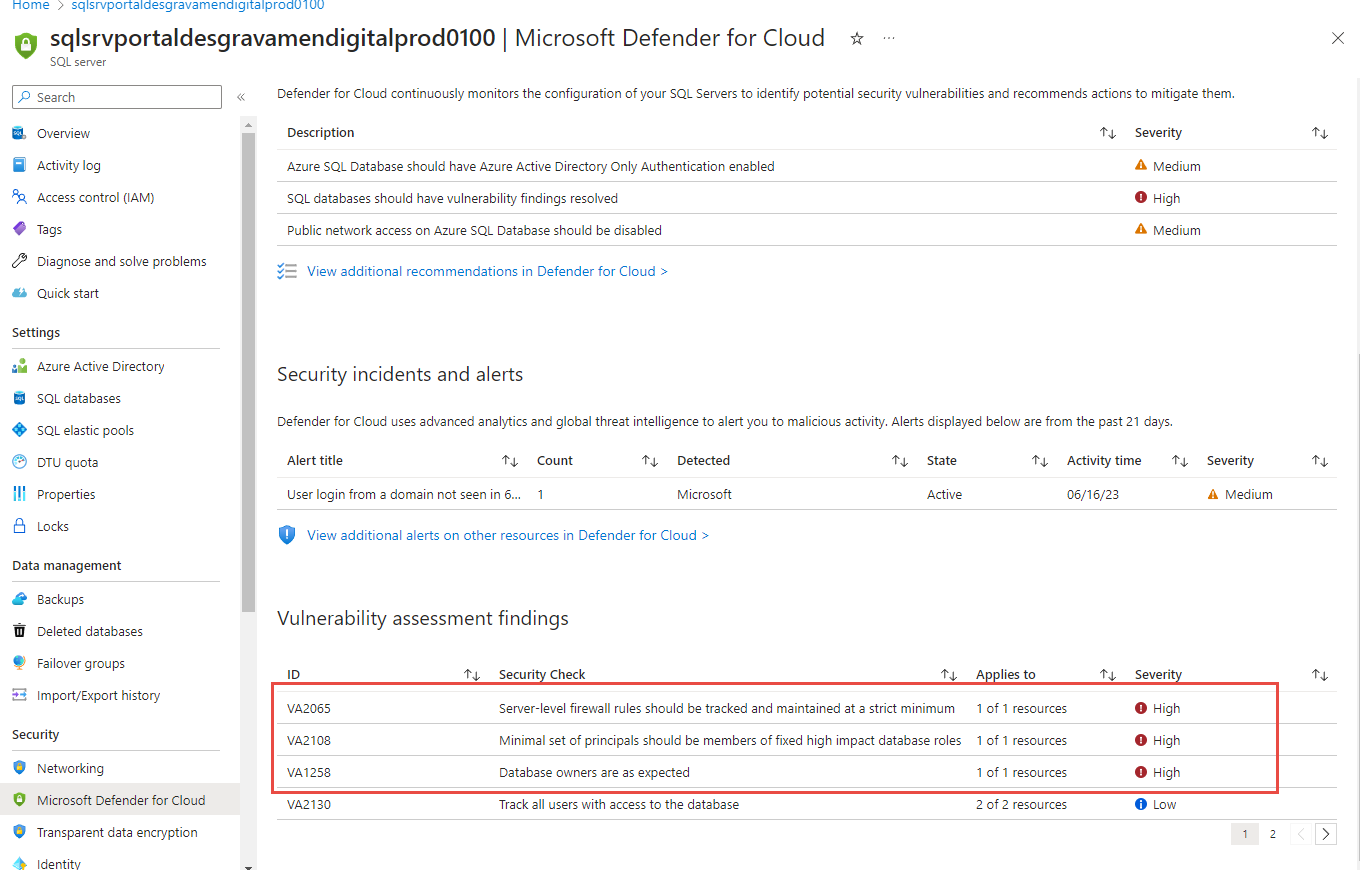 Home > sqlsrvportaldesgravamendigitalprod0100
sqlsrvportaldesgravamendigitalprod0100 | Microsoft Defender for Cloud
SQL server
Search
Overview
Activity log
Access control (IAM)
Tags
Diagnose and solve problems
Quick start
Settings
Azure Active Directory
SQL databases
SQL elastic pools
DTU quota
Properties
Locks
Data management
Backups
Deleted databases
Failover groups
Import/Export history
Security
Networking
Microsoft Defender for Cloud
Transparent data encryption
Identity
Defender for Cloud continuously monitors the configuration of your SQL Servers to identify potential security vulnerabilities and recommends actions to mitigate them.
Description Severity
Azure SQL Database should have Azure Active Directory Only Authentication enabled Medium
SQL databases should have vulnerability findings resolved High
Public network access on Azure SQL Database should be disabled Medium
View additional recommendations in Defender for Cloud >
Security incidents and alerts
Defender for Cloud uses advanced analytics and global threat intelligence to alert you to malicious activity. Alerts displayed below are from the past 21 days.
Alert title Count Detected State Activity time Severity
User login from a domain not seen in 6... 1 Microsoft Active 06/16/23 Medium
View additional alerts on other resources in Defender for Cloud >
Vulnerability assessment findings
ID Security Check Applies to Severity
VA2065 Server-level firewall rules should be tracked and maintained at a strict minimum 1 of 1 resources High
VA2108 Minimal set of principals should be members of fixed high impact database roles 1 of 1 resources High
VA1258 Database owners are as expected 1 of 1 resources High
VA2130 Track all users with access to the database 2 of 2 resources Low
1 2 < >